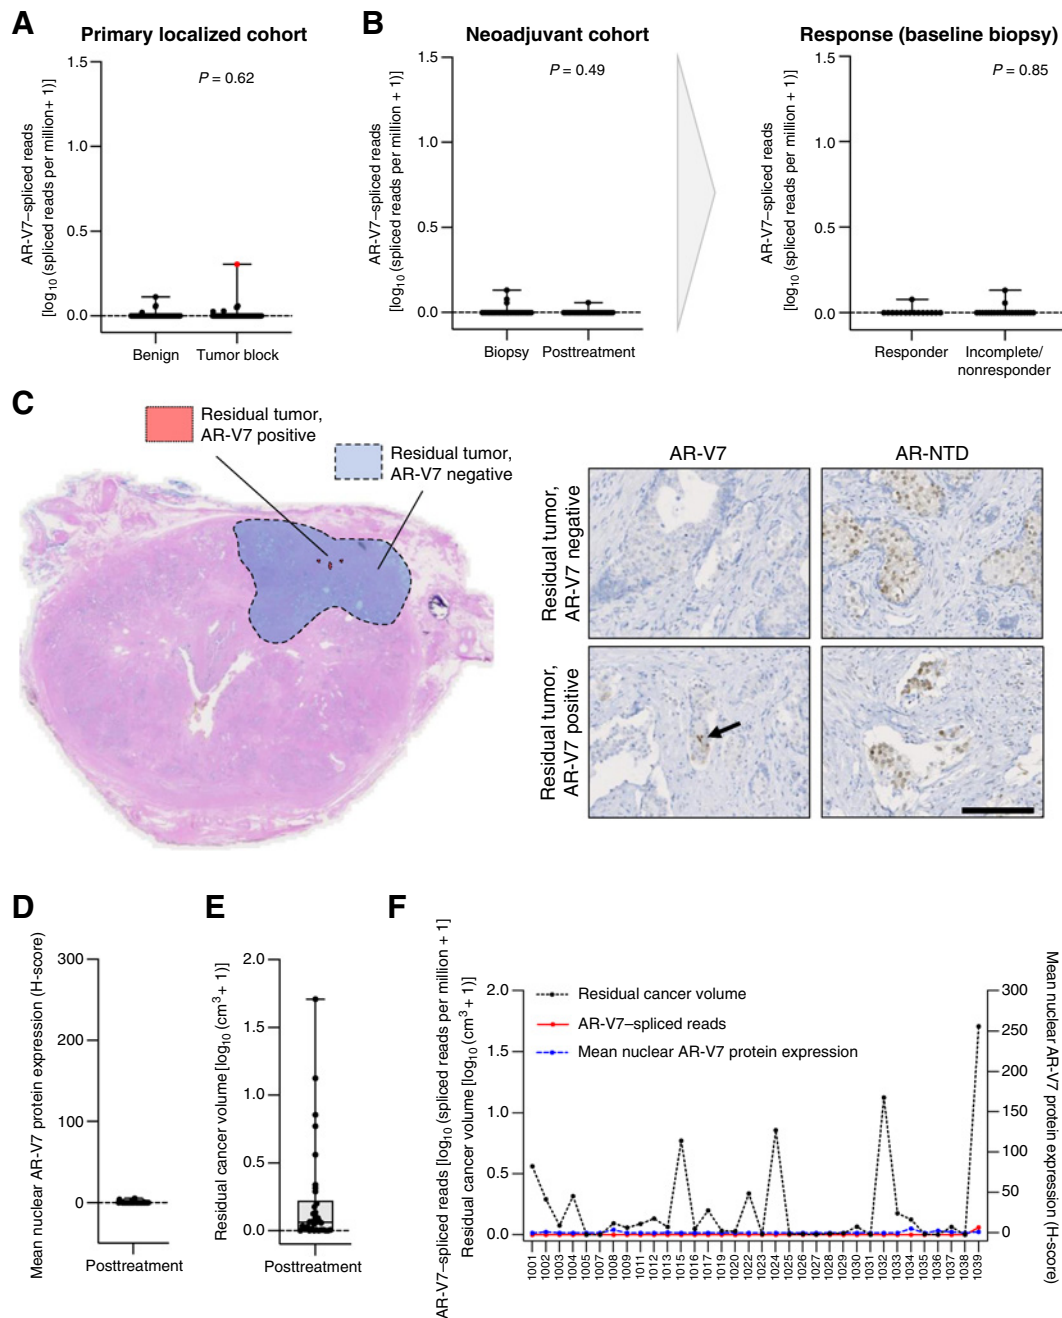 A
Primary localized cohort
AR-V7–spliced reads
[log10 (spliced reads per million+ 1)]
1.5
1.0
0.5
0.0
P = 0.62
Benign
Tumor block
B
Neoadjuvant cohort
AR-V7–spliced reads
[log10 (spliced reads per million + 1)]
1.5
1.0
0.5
0.0
P = 0.49
Biopsy
Posttreatment
Response (baseline biopsy)
AR-V7–spliced reads
[log10 (spliced reads per million + 1)]
1.5
1.0
0.5
0.0
P = 0.85
Responder
Incomplete/
nonresponder
C
Residual tumor,
AR-V7 positive
Residual tumor,
AR-V7 negative
AR-V7
AR-NTD
Residual tumor,
AR-V7 negative
Residual tumor,
AR-V7 positive
D
Mean nuclear AR-V7 protein expression (H-score)
300
200
100
0
Posttreatment
E
Residual cancer volume [log10 (cm3 + 1)]
2.0
1.5
1.0
0.5
0.0
Posttreatment
F
AR-V7–spliced reads [log10 (spliced reads per million + 1]
Residual cancer volume [log10 (cm3 + 1)]
2.0
1.5
1.0
0.5
0.0
Residual cancer volume
AR-V7–spliced reads
Mean nuclear AR-V7 protein expression
300
250
200
150
100
50
0
Mean nuclear AR-V7 protein expression (H-score)
1001
1002
1003
1004
1005
1007
1008
1009
1011
1012
1013
1015
1016
1017
1019
1020
1022
1023
1024
1025
1026
1027
1028
1029
1030
1031
1032
1033
1034
1035
1036
1037
1038
1039